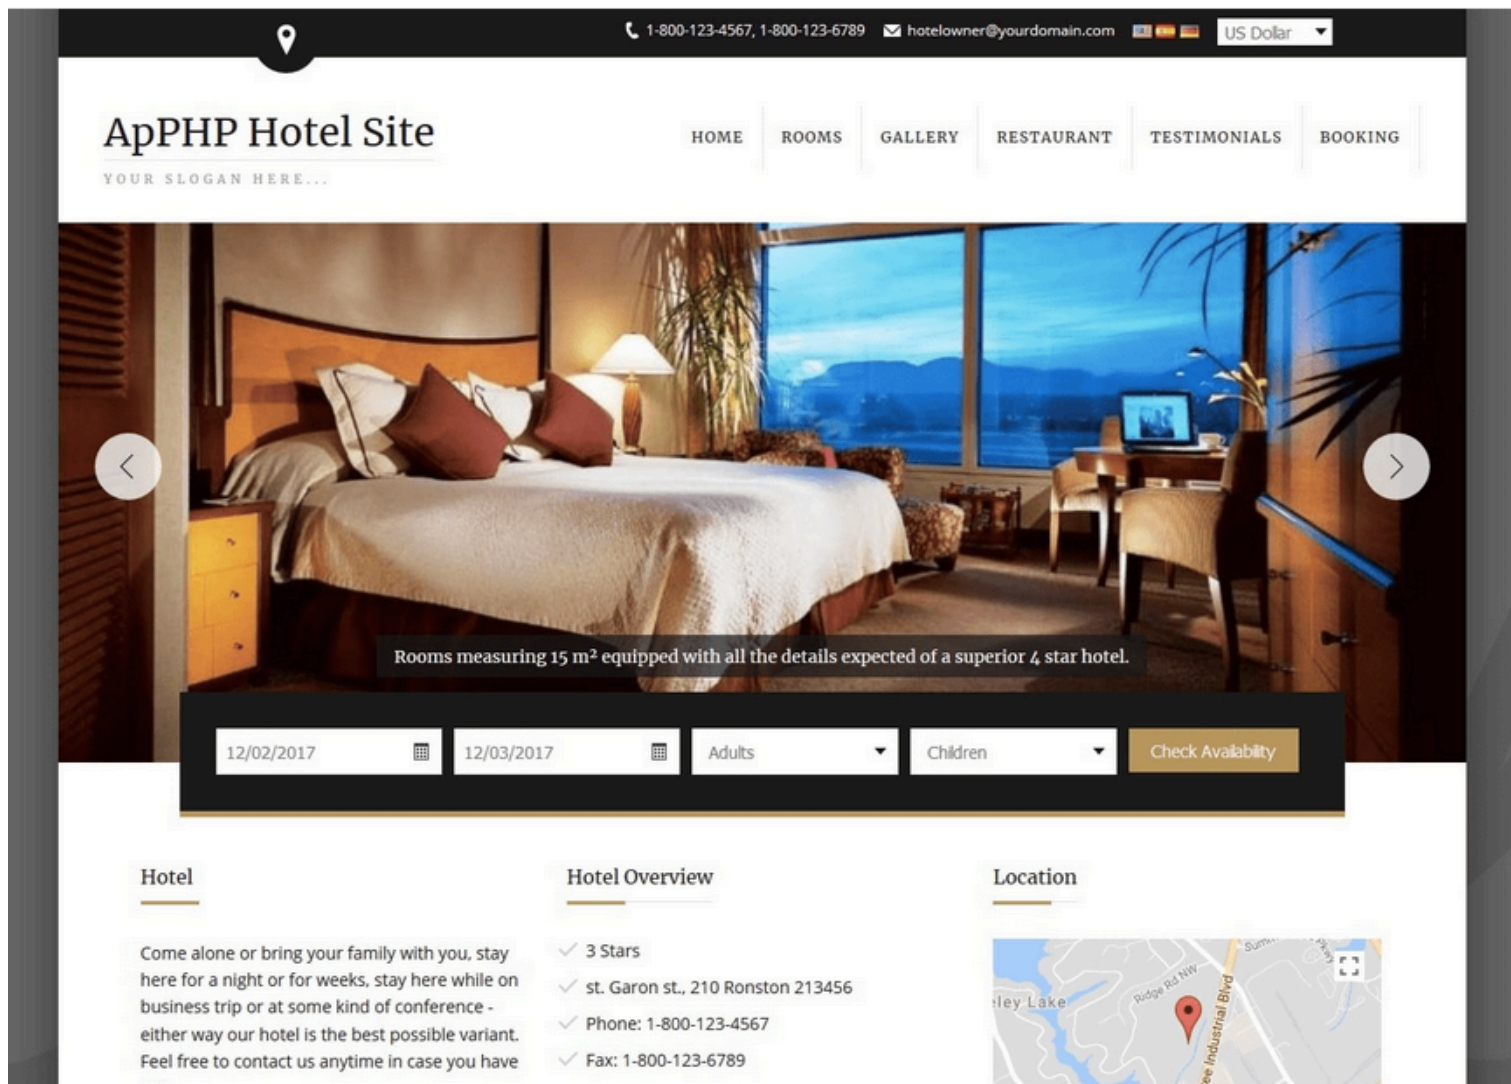 1-800-123-4567, 1-800-123-6789 hotelowner@yourdomain.com US Dollar
ApPHP Hotel Site
YOUR SLOGAN HERE...
HOME ROOMS GALLERY RESTAURANT TESTIMONIALS BOOKING
Rooms measuring 15 m² equipped with all the details expected of a superior 4 star hotel.
12/02/2017 12/03/2017 Adults Children Check Availability
Hotel
Come alone or bring your family with you, stay
here for a night or for weeks, stay here while on
business trip or at some kind of conference -
either way our hotel is the best possible variant.
Feel free to contact us anytime in case you have
Hotel Overview
3 Stars
st. Garon st., 210 Ronston 213456
Phone: 1-800-123-4567
Fax: 1-800-123-6789
Location
Ridge Rd NW
Lake
Industrial Blvd